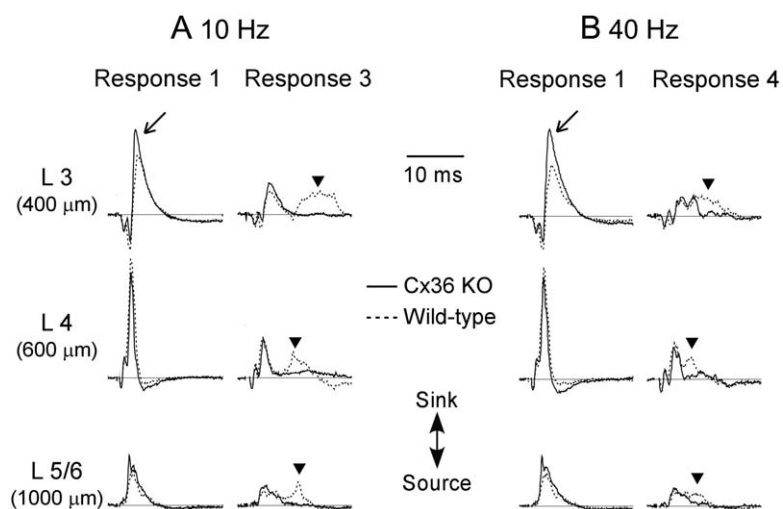 A 10 Hz
B 40 Hz
Response 1
Response 3
Response 1
Response 4
L 3
(400 μm)
10 ms
L 4
(600 μm)
Cx36 KO
Wild-type
Sink
Source
L 5/6
(1000 μm)